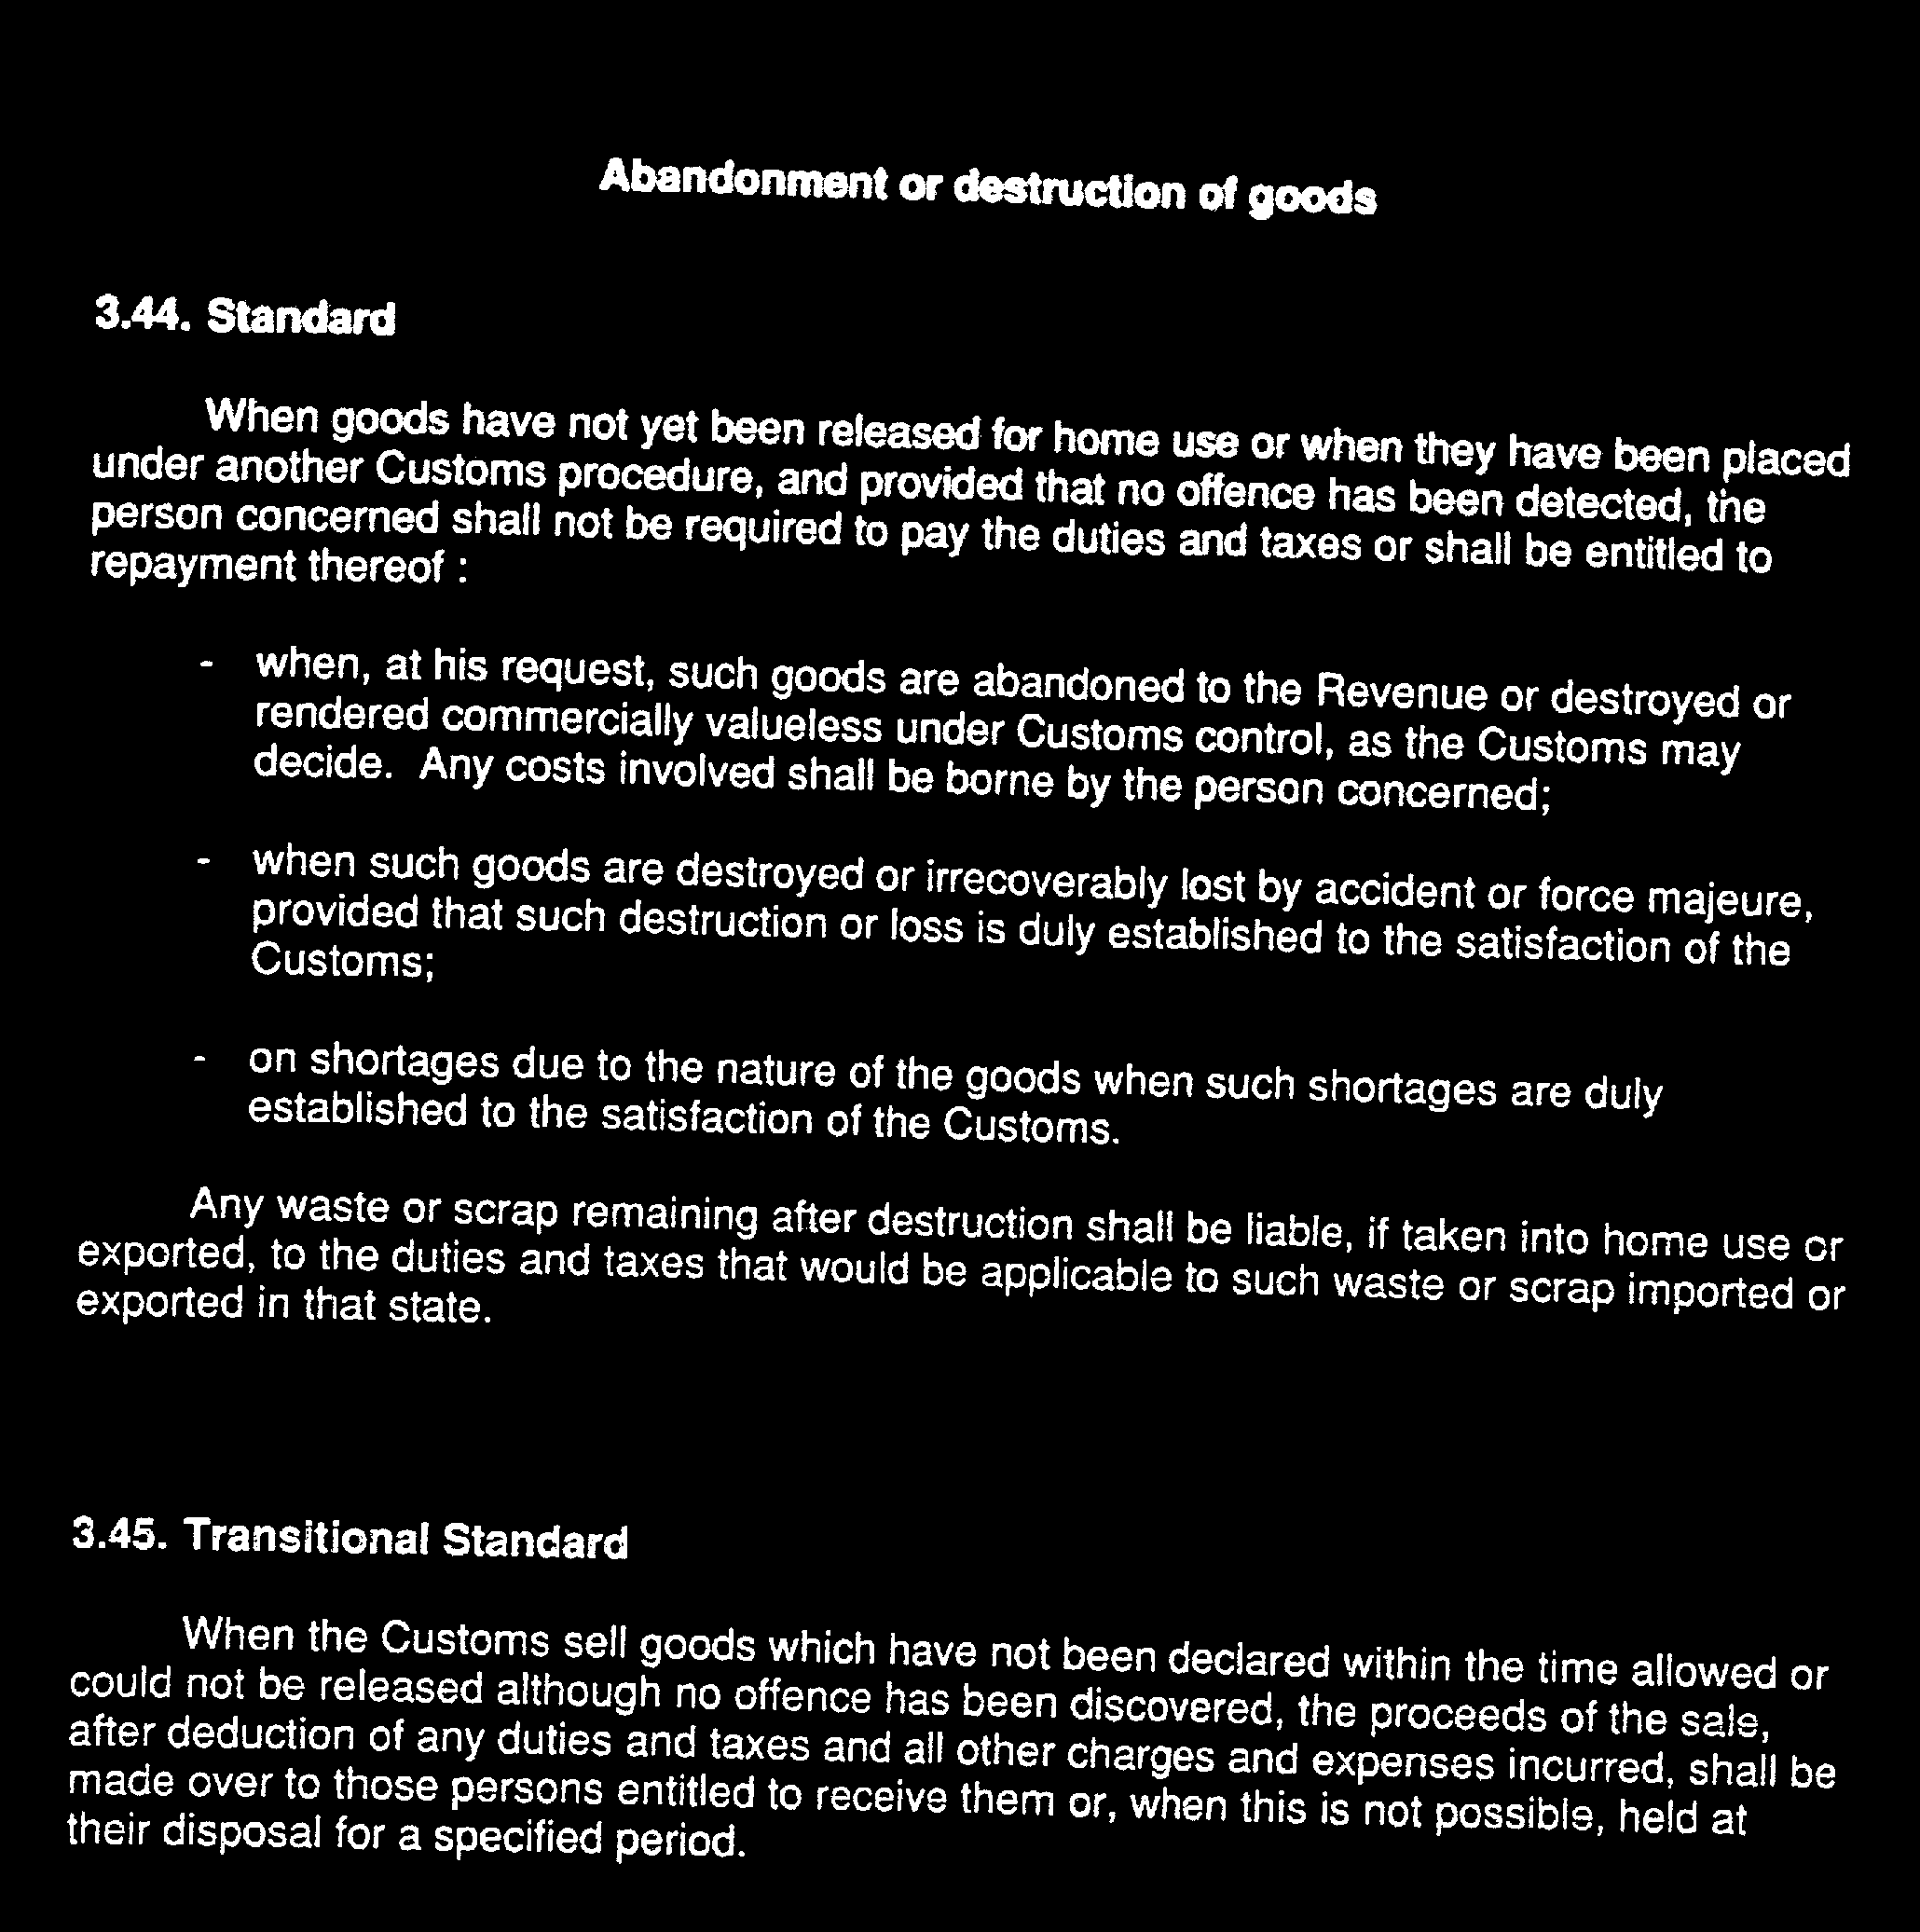 Abandonment or destruction of goods
3.44. Standard
When goods have not yet been released for home use or when they have been placed
under another Customs procedure, and provided that no offence has been detected, the
person concerned shall not be required to pay the duties and taxes or shall be entitled to
repayment thereof :
- when, at his request, such goods are abandoned to the Revenue or destroyed or
rendered commercially valueless under Customs control, as the Customs may
decide. Any costs involved shall be borne by the person concerned;
- when such goods are destroyed or irrecoverably lost by accident or force majeure,
provided that such destruction or loss is duly established to the satisfaction of the
Customs;
- on shortages due to the nature of the goods when such shortages are duly
established to the satisfaction of the Customs.
Any waste or scrap remaining after destruction shall be liable, if taken into home use or
exported, to the duties and taxes that would be applicable to such waste or scrap imported or
exported in that state.
3.45. Transitional Standard
When the Customs sell goods which have not been declared within the time allowed or
could not be released although no offence has been discovered, the proceeds of the sale,
after deduction of any duties and taxes and all other charges and expenses incurred, shall be
made over to those persons entitled to receive them or, when this is not possible, held at
their disposal for a specified period.